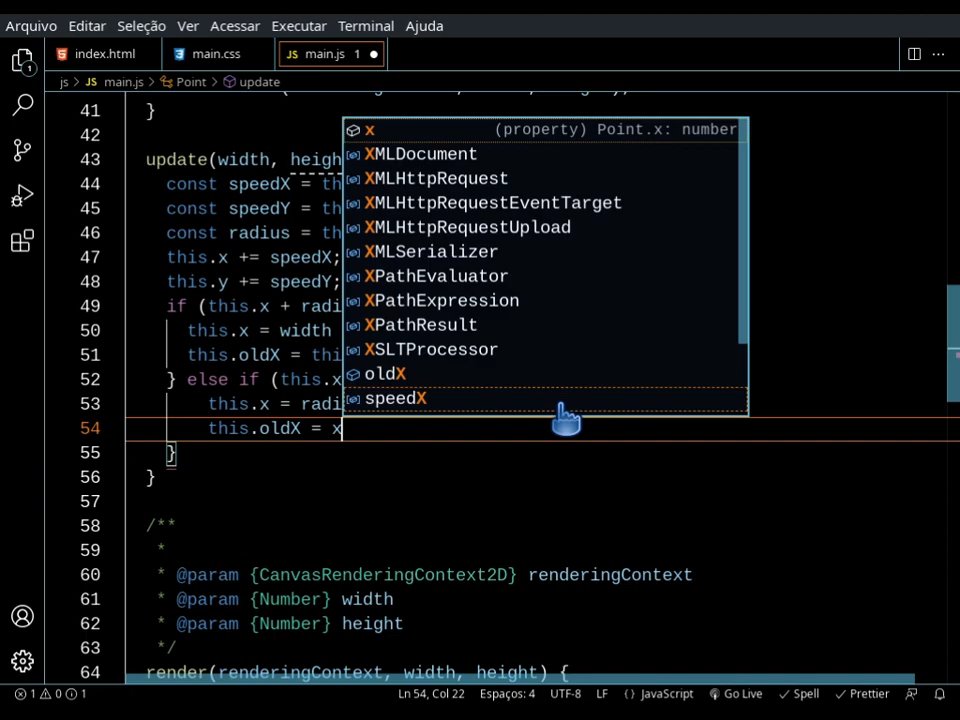 Arquivo Editar Seleção Ver Acessar Executar Terminal Ajuda
index.html main.css JS main.js 1
js > JS main.js > Point > update
41 }
42
43 update(width, heigh
44 const speedX = th
45 const speedY = th
46 const radius = th
47 this.x += speedX;
48 this.y += speedY;
49 if (this.x + radi
50 this.x = width
51 this.oldX = thi
52 } else if (this.x
53 this.x = radi
54 this.oldX = x
55 }
56 }
57
58 /**
59 *
60 * @param {CanvasRenderingContext2D} renderingContext
61 * @param {Number} width
62 * @param {Number} height
63 */
64 render(renderingContext, width, height) {
x (property) Point.x: number
XMLDocument
XMLHttpRequest
XMLHttpRequestEventTarget
XMLHttpRequestUpload
XMLSerializer
XPathEvaluator
XPathExpression
XPathResult
XSLTProcessor
oldX
speedX
1
1 0 1 Ln 54, Col 22 Espaços: 4 UTF-8 LF {} JavaScript Go Live Spell Prettier